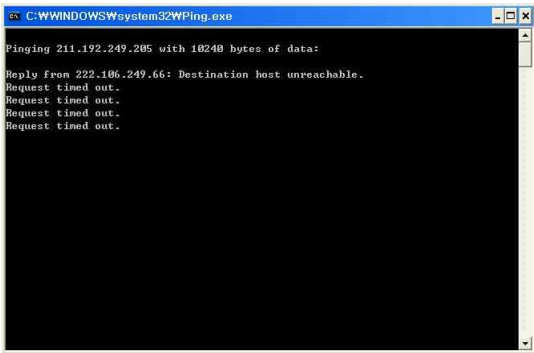 C:₩WINDOWS₩system32₩Ping.exe
Pinging 211.192.249.205 with 10240 bytes of data:
Reply from 222.106.249.66: Destination host unreachable.
Request timed out.
Request timed out.
Request timed out.
Request timed out.